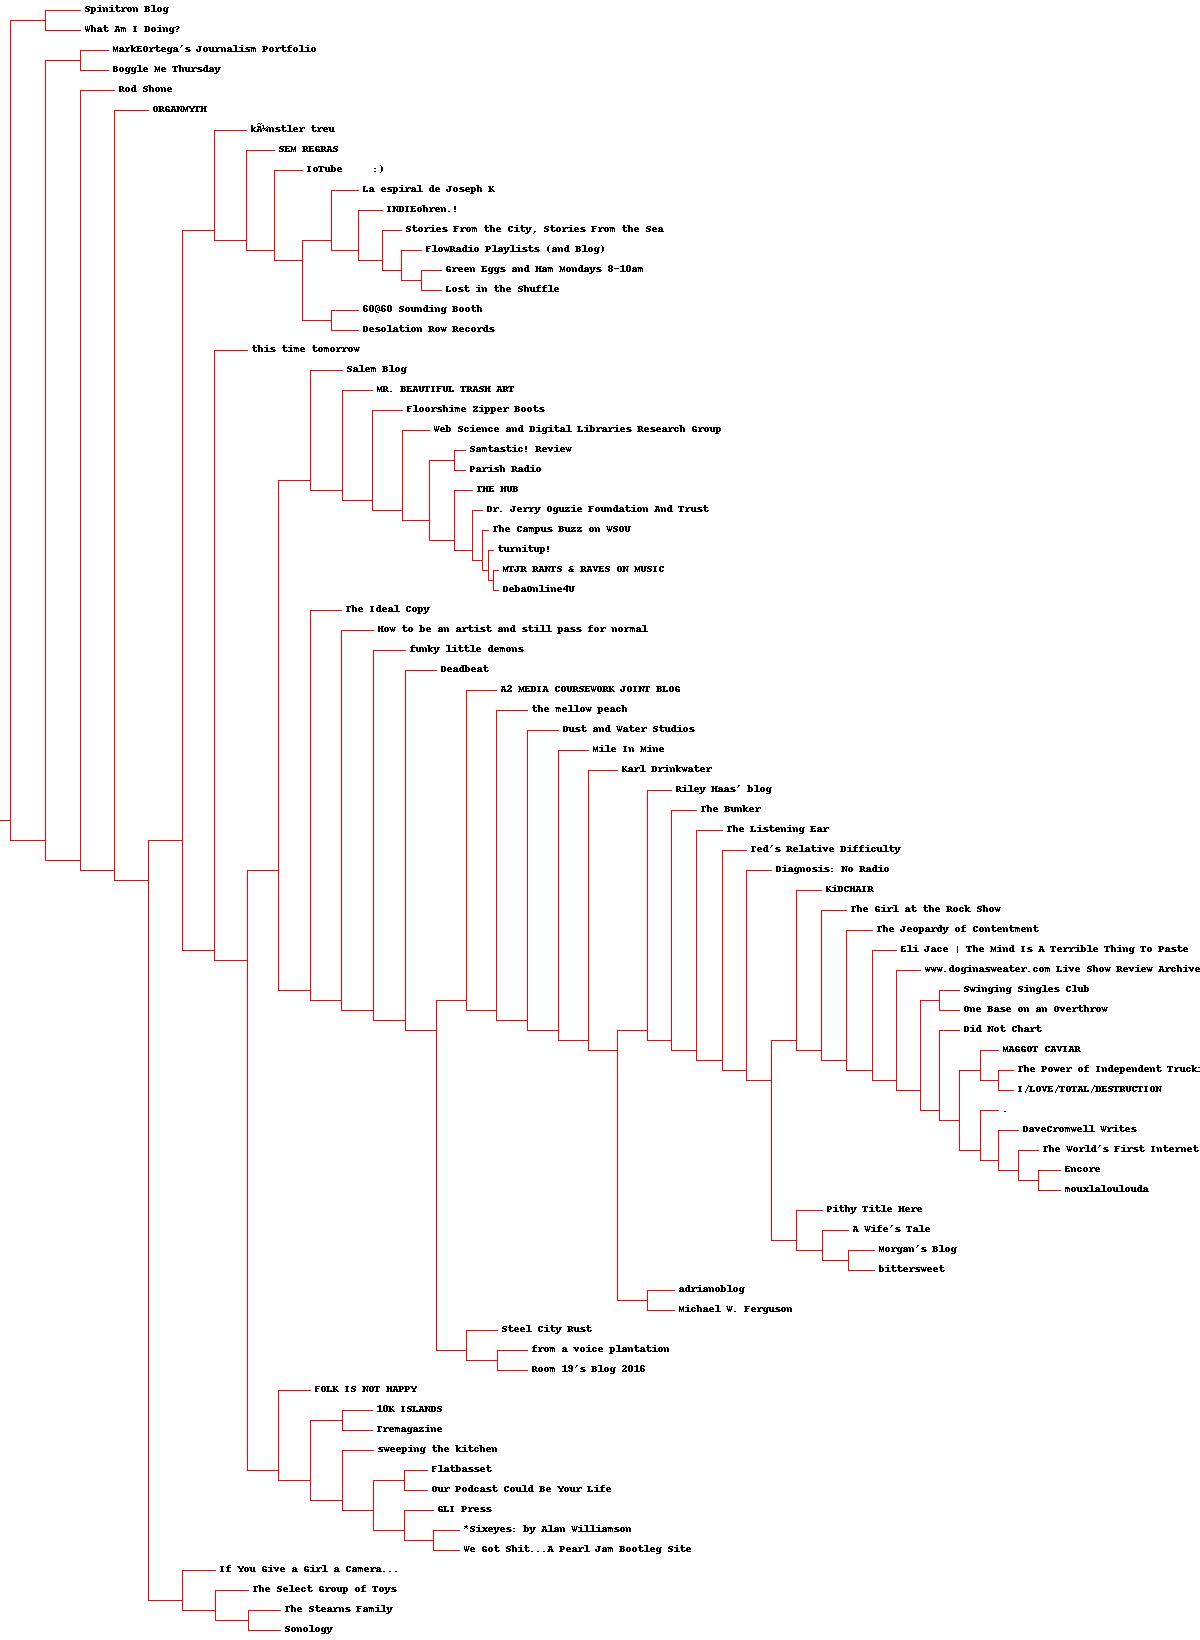 Spinitron Blog
What Am I Doing?
MarkEOrtega's Journalism Portfolio
Boggle Me Thursday
Rod Shone
ORGANMYTH
kÃ¼nstler treu
SEM REGRAS
IoTube :)
La espiral de Joseph K
INDIEohren.!
Stories From the City, Stories From the Sea
FlowRadio Playlists (and Blog)
Green Eggs and Ham Mondays 8-10am
Lost in the Shuffle
60@60 Sounding Booth
Desolation Row Records
this time tomorrow
Salem Blog
MR. BEAUTIFUL TRASH ART
Floorshime Zipper Boots
Web Science and Digital Libraries Research Group
Samtastic! Review
Parish Radio
THE HUB
Dr. Jerry Oguzie Foundation And Trust
The Campus Buzz on WSOU
turnitup!
MTJR RANTS & RAVES ON MUSIC
DebaOnline4U
The Ideal Copy
How to be an artist and still pass for normal
funky little demons
Deadbeat
A2 MEDIA COURSEWORK JOINT BLOG
the mellow peach
Dust and Water Studios
Mile In Mine
Karl Drinkwater
Riley Haas' blog
The Bunker
The Listening Ear
Ted's Relative Difficulty
Diagnosis: No Radio
KiDCHAIR
The Girl at the Rock Show
The Jeopardy of Contentment
Eli Jace | The Mind Is A Terrible Thing To Paste
www.doginasweater.com Live Show Review Archive
Swinging Singles Club
One Base on an Overthrow
Did Not Chart
MAGGOT CAVIAR
The Power of Independent Truck
I/LOVE/TOTAL/DESTRUCTION
.
DaveCromwell Writes
The World's First Internet
Encore
mouxlaloulouda
Pithy Title Here
A Wife's Tale
Morgan's Blog
bittersweet
adrianoblog
Michael W. Ferguson
Steel City Rust
from a voice plantation
Room 19's Blog 2016
FOLK IS NOT HAPPY
10K ISLANDS
Tremagazine
sweeping the kitchen
Flatbasset
Our Podcast Could Be Your Life
GLI Press
*Sixeyes: by Alan Williamson
We Got Shit...A Pearl Jam Bootleg Site
If You Give a Girl a Camera...
The Select Group of Toys
The Stearns Family
Sonology